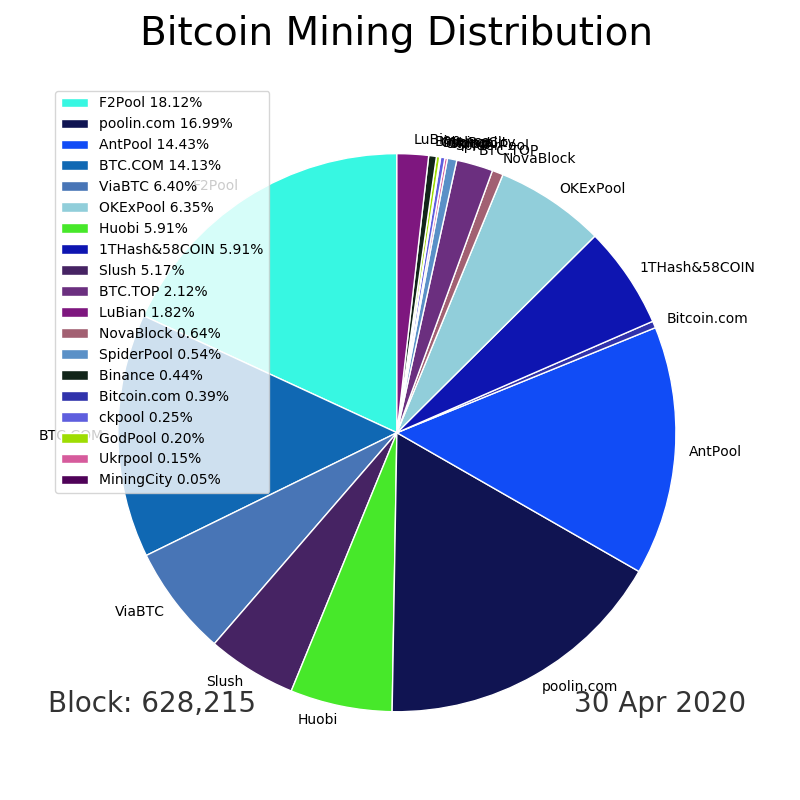 Bitcoin Mining Distribution
F2Pool 18.12%
poolin.com 16.99%
AntPool 14.43%
BTC.COM 14.13%
ViaBTC 6.40%
OKExPool 6.35%
Huobi 5.91%
1THash&58COIN 5.91%
Slush 5.17%
BTC.TOP 2.12%
LuBian 1.82%
NovaBlock 0.64%
SpiderPool 0.54%
Binance 0.44%
Bitcoin.com 0.39%
ckpool 0.25%
GodPool 0.20%
Ukrpool 0.15%
MiningCity 0.05%
LuBian
BTC.TOP
NovaBlock
OKExPool
1THash&58COIN
Bitcoin.com
AntPool
poolin.com
Huobi
Slush
ViaBTC
BTC.COM
F2Pool
Block: 628,215
30 Apr 2020